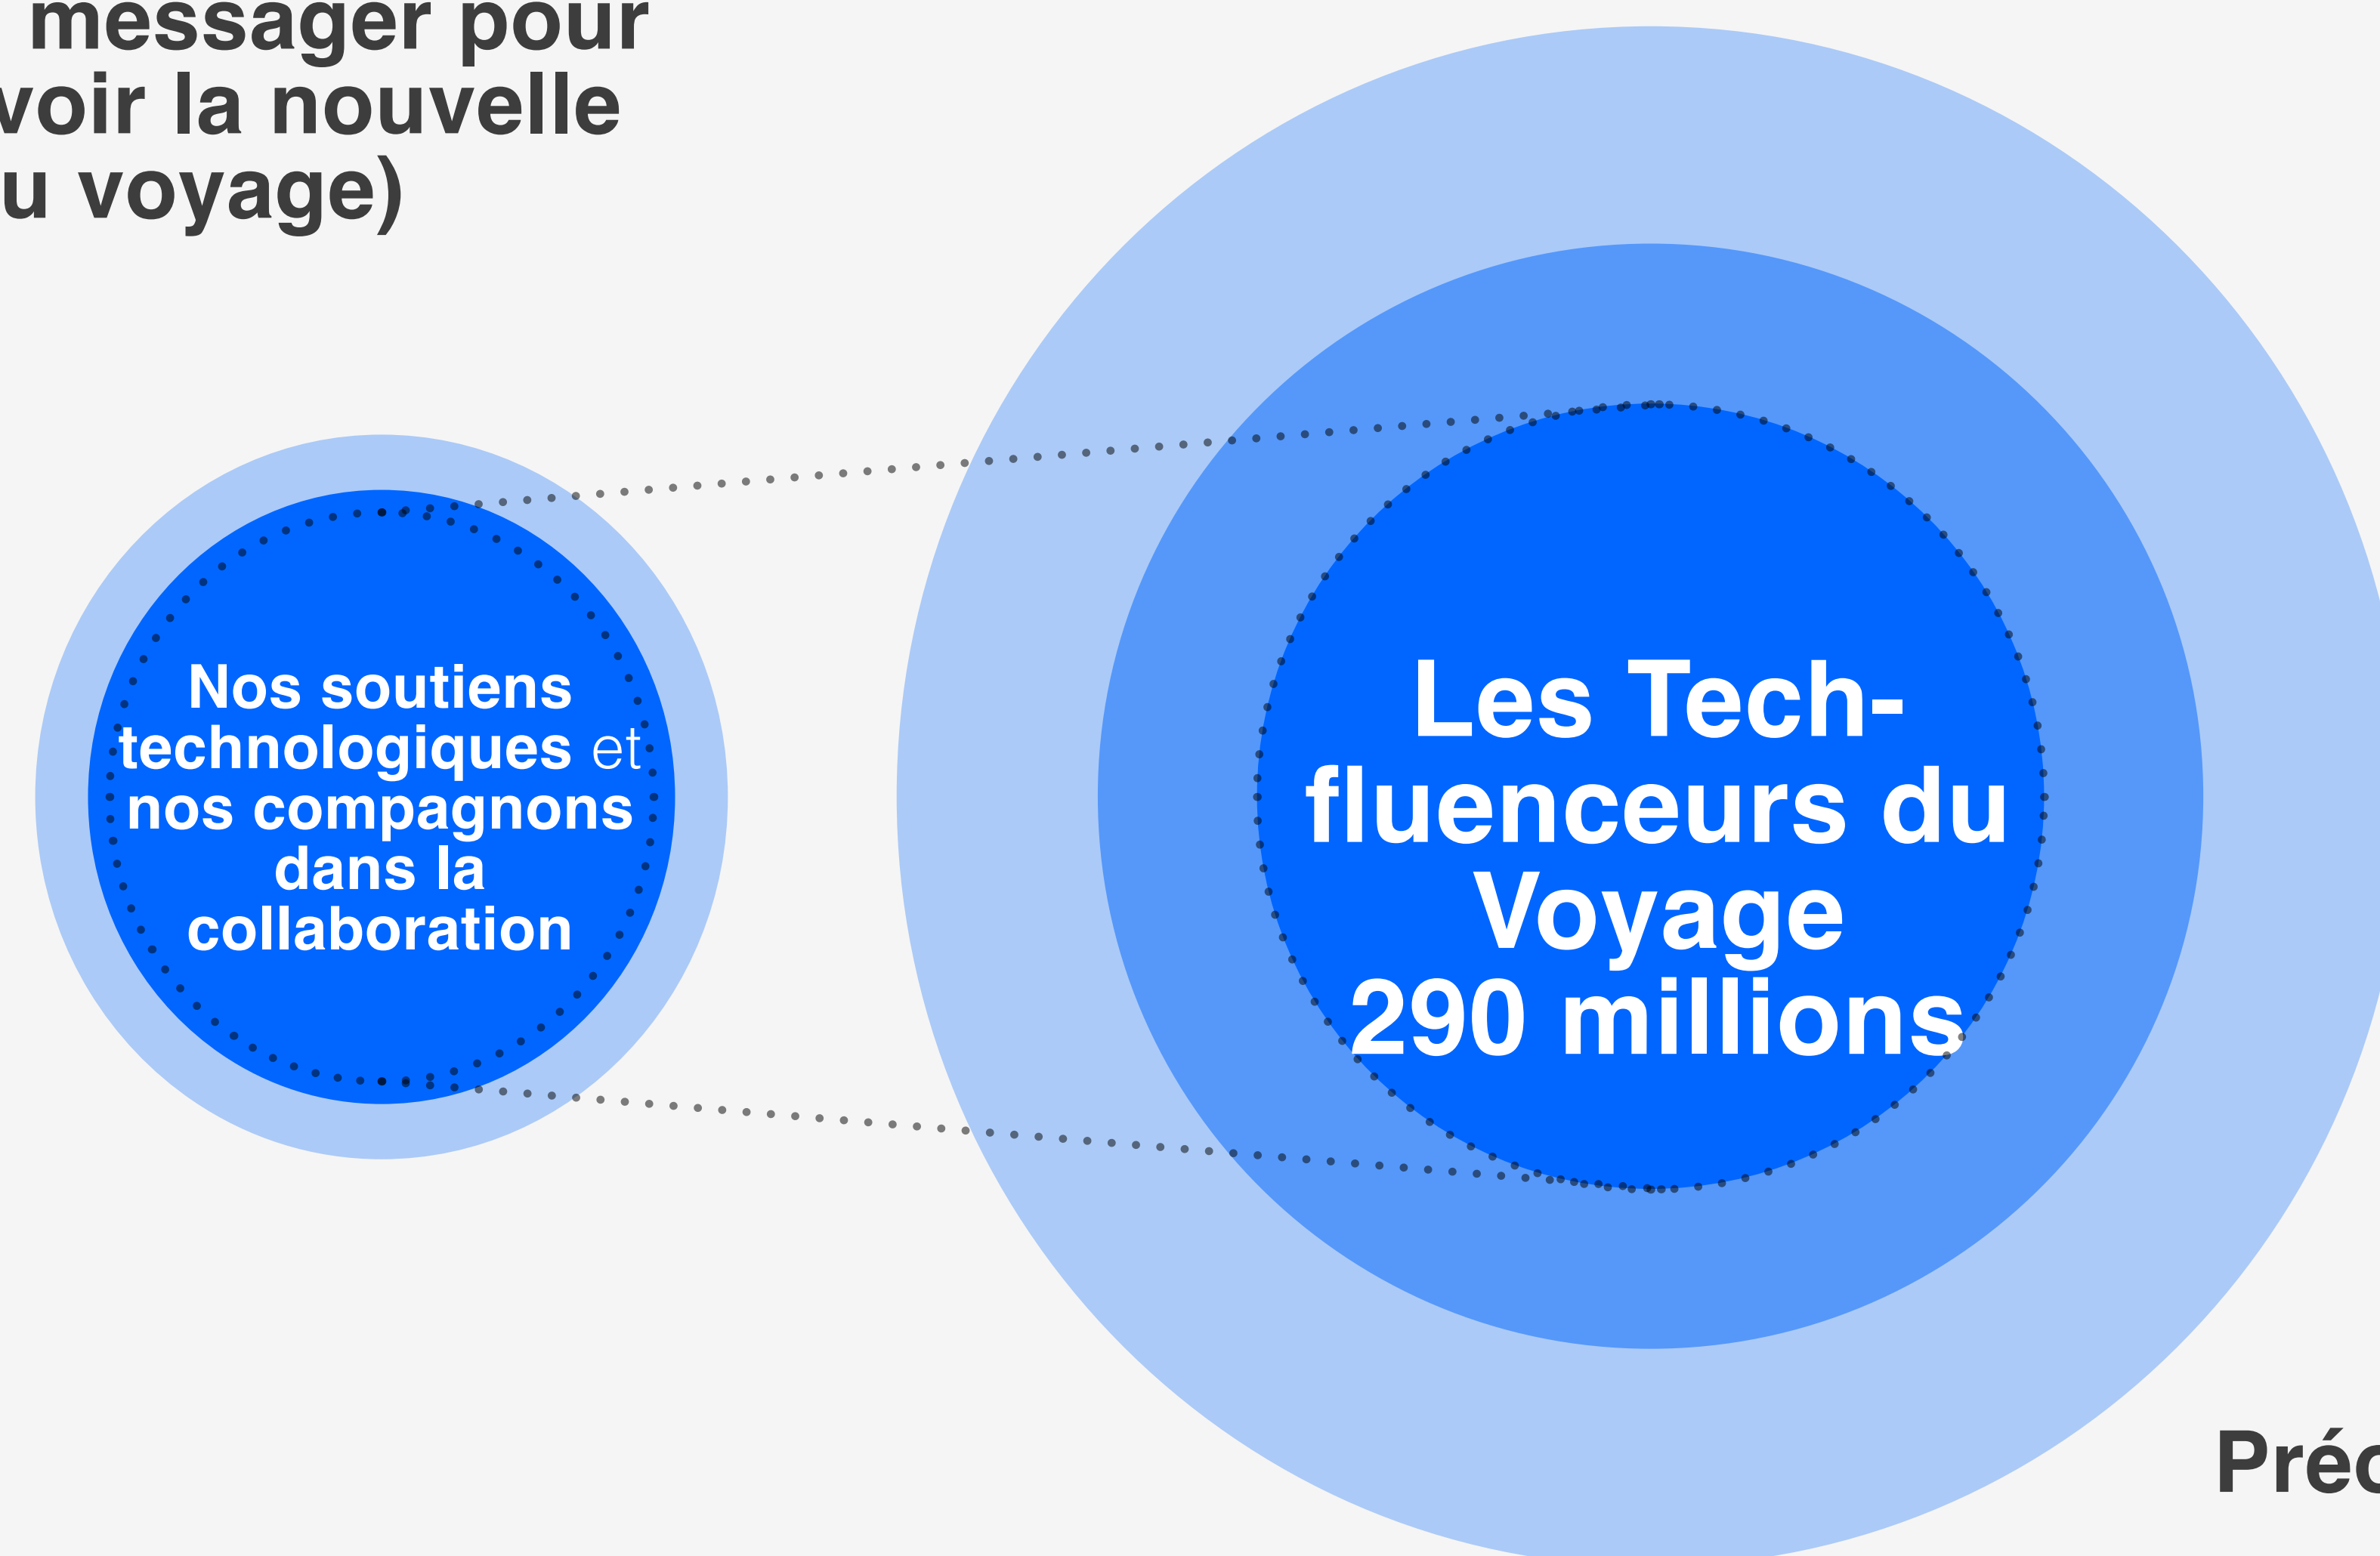 messager pour
voir la nouvelle
u voyage)
Nos soutiens
technologiques et
nos compagnons
dans la
collaboration
Les Tech-
fluenceurs du
Voyage
290 millions